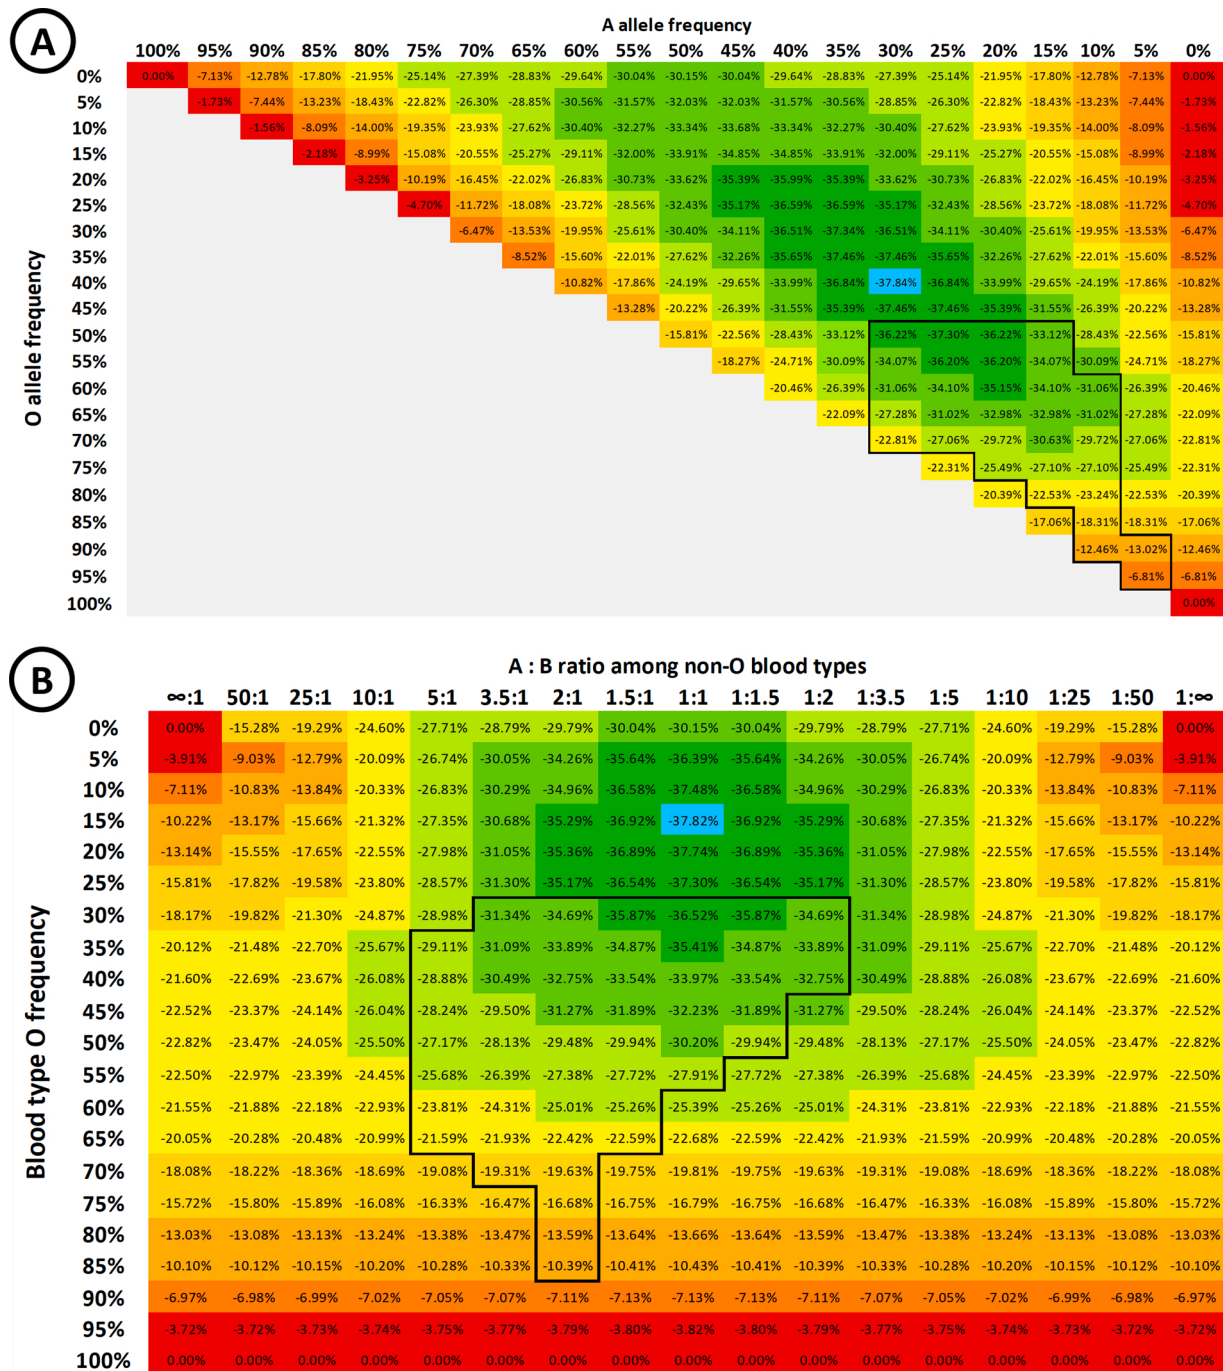 A
A allele frequency
100% 95% 90% 85% 80% 75% 70% 65% 60% 55% 50% 45% 40% 35% 30% 25% 20% 15% 10% 5% 0%
O allele frequency
0% 0.00% -7.13% -12.78% -17.80% -21.95% -25.14% -27.39% -28.83% -29.64% -30.04% -30.15% -30.04% -29.64% -28.83% -27.39% -25.14% -21.95% -17.80% -12.78% -7.13% 0.00%
5% -1.73% -7.44% -13.23% -18.43% -22.82% -26.30% -28.85% -30.56% -31.57% -32.03% -32.03% -31.57% -30.56% -28.85% -26.30% -22.82% -18.43% -13.23% -7.44% -1.73%
10% -1.56% -8.09% -14.00% -19.35% -23.93% -27.62% -30.40% -32.27% -33.34% -33.68% -33.34% -32.27% -30.40% -27.62% -23.93% -19.35% -14.00% -8.09% -1.56%
15% -2.18% -8.99% -15.08% -20.55% -25.27% -29.11% -32.00% -33.91% -34.85% -34.85% -33.91% -32.00% -29.11% -25.27% -20.55% -15.08% -8.99% -2.18%
20% -3.25% -10.19% -16.45% -22.02% -26.83% -30.73% -33.62% -35.39% -35.99% -35.39% -33.62% -30.73% -26.83% -22.02% -16.45% -10.19% -3.25%
25% -4.70% -11.72% -18.08% -23.72% -28.56% -32.43% -35.17% -36.59% -36.59% -35.17% -32.43% -28.56% -23.72% -18.08% -11.72% -4.70%
30% -6.47% -13.53% -19.95% -25.61% -30.40% -34.11% -36.51% -37.34% -36.51% -34.11% -30.40% -25.61% -19.95% -13.53% -6.47%
35% -8.52% -15.60% -22.01% -27.62% -32.26% -35.65% -37.46% -37.46% -35.65% -32.26% -27.62% -22.01% -15.60% -8.52%
40% -10.82% -17.86% -24.19% -29.65% -33.99% -36.84% -37.84% -36.84% -33.99% -29.65% -24.19% -17.86% -10.82%
45% -13.28% -20.22% -26.39% -31.55% -35.39% -37.46% -37.46% -35.39% -31.55% -26.39% -20.22% -13.28%
50% -15.81% -22.56% -28.43% -33.12% -36.22% -37.30% -36.22% -33.12% -28.43% -22.56% -15.81%
55% -18.27% -24.71% -30.09% -34.07% -36.20% -36.20% -34.07% -30.09% -24.71% -18.27%
60% -20.46% -26.39% -31.06% -34.10% -35.15% -34.10% -31.06% -26.39% -20.46%
65% -22.09% -27.28% -31.02% -32.98% -32.98% -31.02% -27.28% -22.09%
70% -22.81% -27.06% -29.72% -30.63% -29.72% -27.06% -22.81%
75% -22.31% -25.49% -27.10% -27.10% -25.49% -22.31%
80% -20.39% -22.53% -23.24% -22.53% -20.39%
85% -17.06% -18.31% -18.31% -17.06%
90% -12.46% -13.02% -12.46%
95% -6.81% -6.81%
100% 0.00%
B
A : B ratio among non-O blood types
∞:1 50:1 25:1 10:1 5:1 3.5:1 2:1 1.5:1 1:1 1:1.5 1:2 1:3.5 1:5 1:10 1:25 1:50 1:∞
Blood type O frequency
0% 0.00% -15.28% -19.29% -24.60% -27.71% -28.79% -29.79% -30.04% -30.15% -30.04% -29.79% -28.79% -27.71% -24.60% -19.29% -15.28% 0.00%
5% -3.91% -9.03% -12.79% -20.09% -26.74% -30.05% -34.26% -35.64% -36.39% -35.64% -34.26% -30.05% -26.74% -20.09% -12.79% -9.03% -3.91%
10% -7.11% -10.83% -13.84% -20.33% -26.83% -30.29% -34.96% -36.58% -37.48% -36.58% -34.96% -30.29% -26.83% -20.33% -13.84% -10.83% -7.11%
15% -10.22% -13.17% -15.66% -21.32% -27.35% -30.68% -35.29% -36.92% -37.82% -36.92% -35.29% -30.68% -27.35% -21.32% -15.66% -13.17% -10.22%
20% -13.14% -15.55% -17.65% -22.55% -27.98% -31.05% -35.36% -36.89% -37.74% -36.89% -35.36% -31.05% -27.98% -22.55% -17.65% -15.55% -13.14%
25% -15.81% -17.82% -19.58% -23.80% -28.57% -31.30% -35.17% -36.54% -37.30% -36.54% -35.17% -31.30% -28.57% -23.80% -19.58% -17.82% -15.81%
30% -18.17% -19.82% -21.30% -24.87% -28.98% -31.34% -34.69% -35.87% -36.52% -35.87% -34.69% -31.34% -28.98% -24.87% -21.30% -19.82% -18.17%
35% -20.12% -21.48% -22.70% -25.67% -29.11% -31.09% -33.89% -34.87% -35.41% -34.87% -33.89% -31.09% -29.11% -25.67% -22.70% -21.48% -20.12%
40% -21.60% -22.69% -23.67% -26.08% -28.88% -30.49% -32.75% -33.54% -33.97% -33.54% -32.75% -30.49% -28.88% -26.08% -23.67% -22.69% -21.60%
45% -22.52% -23.37% -24.14% -26.04% -28.24% -29.50% -31.27% -31.89% -32.23% -31.89% -31.27% -29.50% -28.24% -26.04% -24.14% -23.37% -22.52%
50% -22.82% -23.47% -24.05% -25.50% -27.17% -28.13% -29.48% -29.94% -30.20% -29.94% -29.48% -28.13% -27.17% -25.50% -24.05% -23.47% -22.82%
55% -22.50% -22.97% -23.39% -24.45% -25.68% -26.39% -27.38% -27.72% -27.91% -27.72% -27.38% -26.39% -25.68% -24.45% -23.39% -22.97% -22.50%
60% -21.55% -21.88% -22.18% -22.93% -23.81% -24.31% -25.01% -25.26% -25.39% -25.26% -25.01% -24.31% -23.81% -22.93% -22.18% -21.88% -21.55%
65% -20.05% -20.28% -20.48% -20.99% -21.59% -21.93% -22.42% -22.59% -22.68% -22.59% -22.42% -21.93% -21.59% -20.99% -20.48% -20.28% -20.05%
70% -18.08% -18.22% -18.36% -18.69% -19.08% -19.31% -19.63% -19.75% -19.81% -19.75% -19.63% -19.31% -19.08% -18.69% -18.36% -18.22% -18.08%
75% -15.72% -15.80% -15.89% -16.08% -16.33% -16.47% -16.68% -16.75% -16.79% -16.75% -16.68% -16.47% -16.33% -16.08% -15.89% -15.80% -15.72%
80% -13.03% -13.08% -13.13% -13.24% -13.38% -13.47% -13.59% -13.64% -13.66% -13.64% -13.59% -13.47% -13.38% -13.24% -13.13% -13.08% -13.03%
85% -10.10% -10.12% -10.15% -10.20% -10.28% -10.33% -10.39% -10.41% -10.43% -10.41% -10.39% -10.33% -10.28% -10.20% -10.15% -10.12% -10.10%
90% -6.97% -6.98% -6.99% -7.02% -7.05% -7.07% -7.11% -7.13% -7.13% -7.13% -7.11% -7.07% -7.05% -7.02% -6.99% -6.98% -6.97%
95% -3.72% -3.72% -3.73% -3.74% -3.75% -3.77% -3.79% -3.80% -3.82% -3.80% -3.79% -3.77% -3.75% -3.74% -3.73% -3.72% -3.72%
100% 0.00% 0.00% 0.00% 0.00% 0.00% 0.00% 0.00% 0.00% 0.00% 0.00% 0.00% 0.00% 0.00% 0.00% 0.00% 0.00% 0.00%